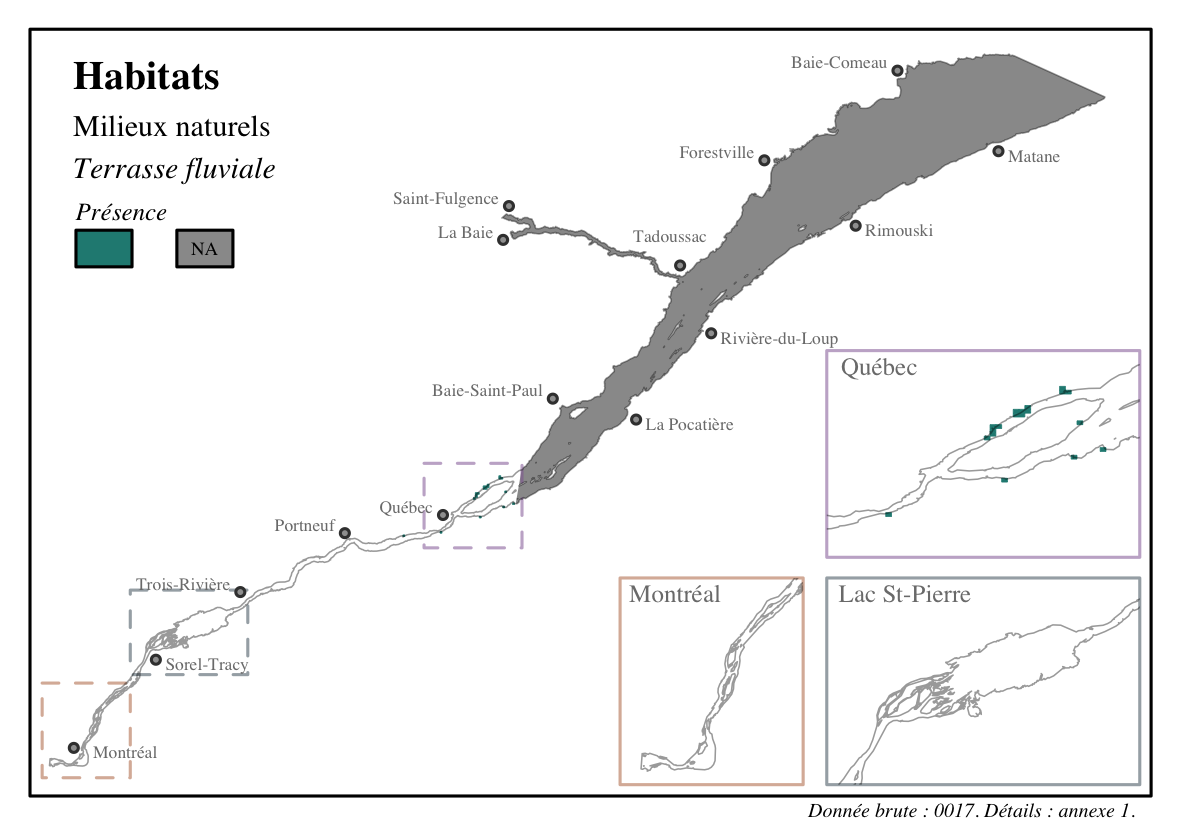 Habitats
Milieux naturels
Terrasse fluviale
Présence
NA
Baie-Comeau
Forestville
Matane
Saint-Fulgence
La Baie
Tadoussac
Rimouski
Rivière-du-Loup
Baie-Saint-Paul
La Pocatière
Québec
Portneuf
Trois-Rivière
Sorel-Tracy
Montréal
Québec
Montréal
Lac St-Pierre
Donnée brute : 0017. Détails : annexe 1.